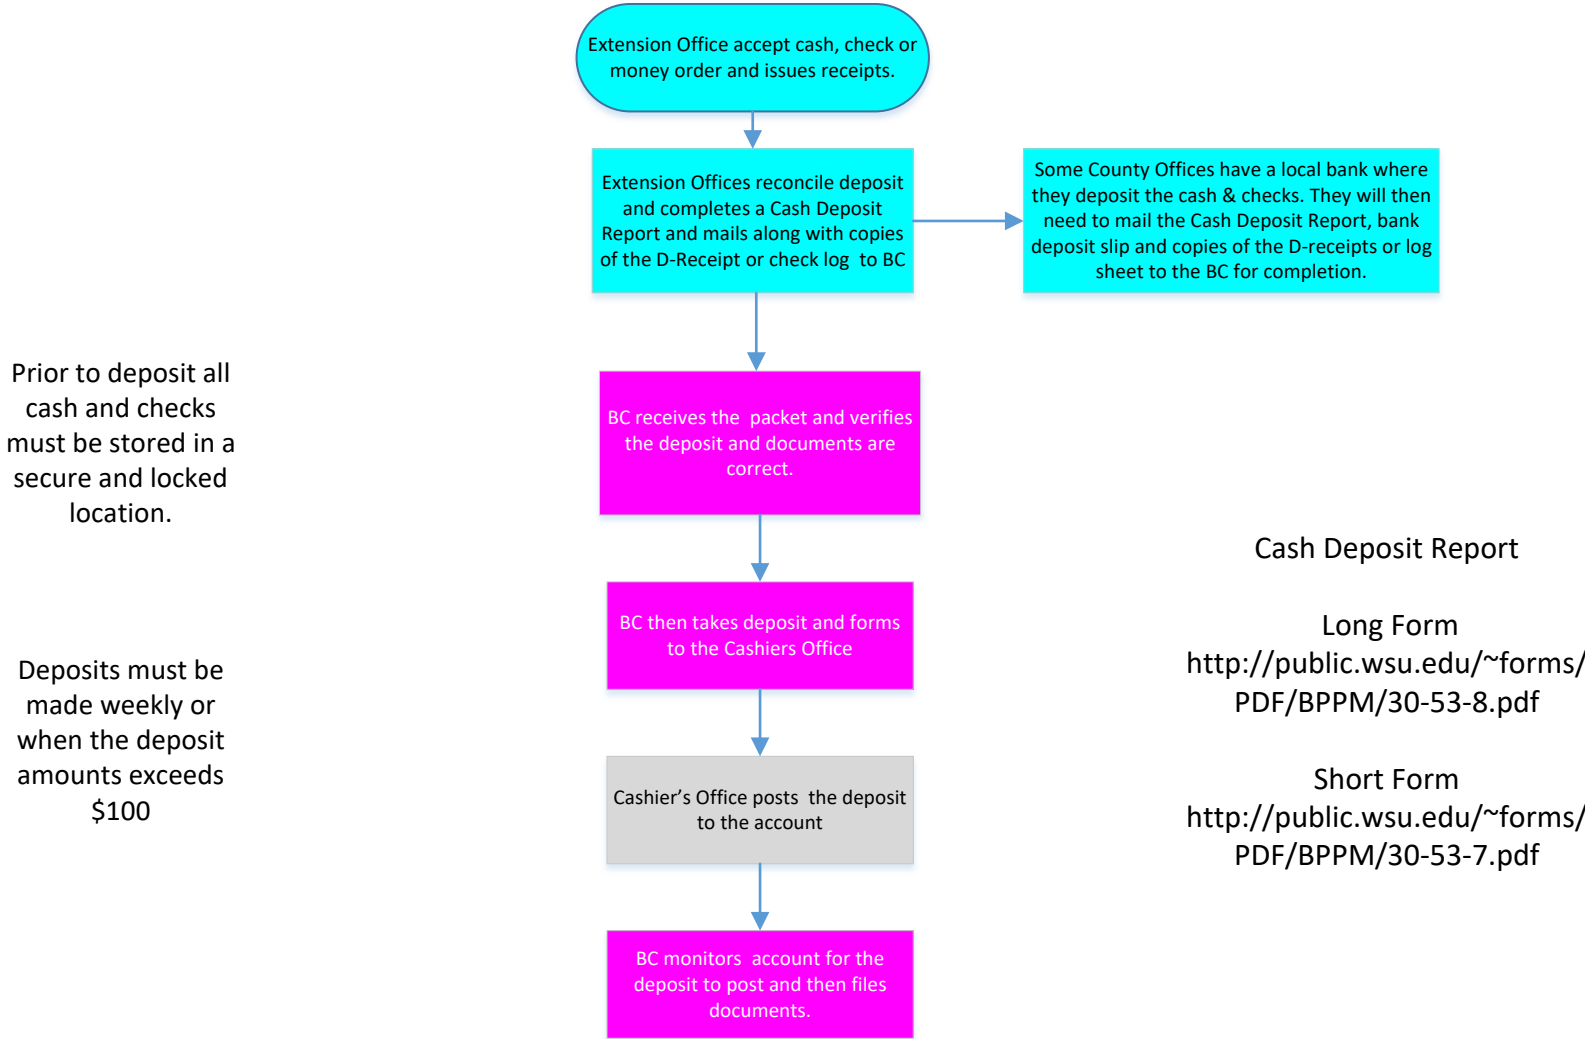 Extension Office accept cash, check or
money order and issues receipts.
Extension Offices reconcile deposit
and completes a Cash Deposit
Report and mails along with copies
of the D-Receipt or check log  to BC
Some County Offices have a local bank where
they deposit the cash & checks. They will then
need to mail the Cash Deposit Report, bank
deposit slip and copies of the D-receipts or log
sheet to the BC for completion.
Prior to deposit all
cash and checks
must be stored in a
secure and locked
location.
BC receives the  packet and verifies
the deposit and documents are
correct.
BC then takes deposit and forms
to the Cashiers Office
Deposits must be
made weekly or
when the deposit
amounts exceeds
$100
Cashier’s Office posts  the deposit
to the account
BC monitors  account for the
deposit to post and then files
documents.
Cash Deposit Report
Long Form
http://public.wsu.edu/~forms/
PDF/BPPM/30-53-8.pdf
Short Form
http://public.wsu.edu/~forms/
PDF/BPPM/30-53-7.pdf